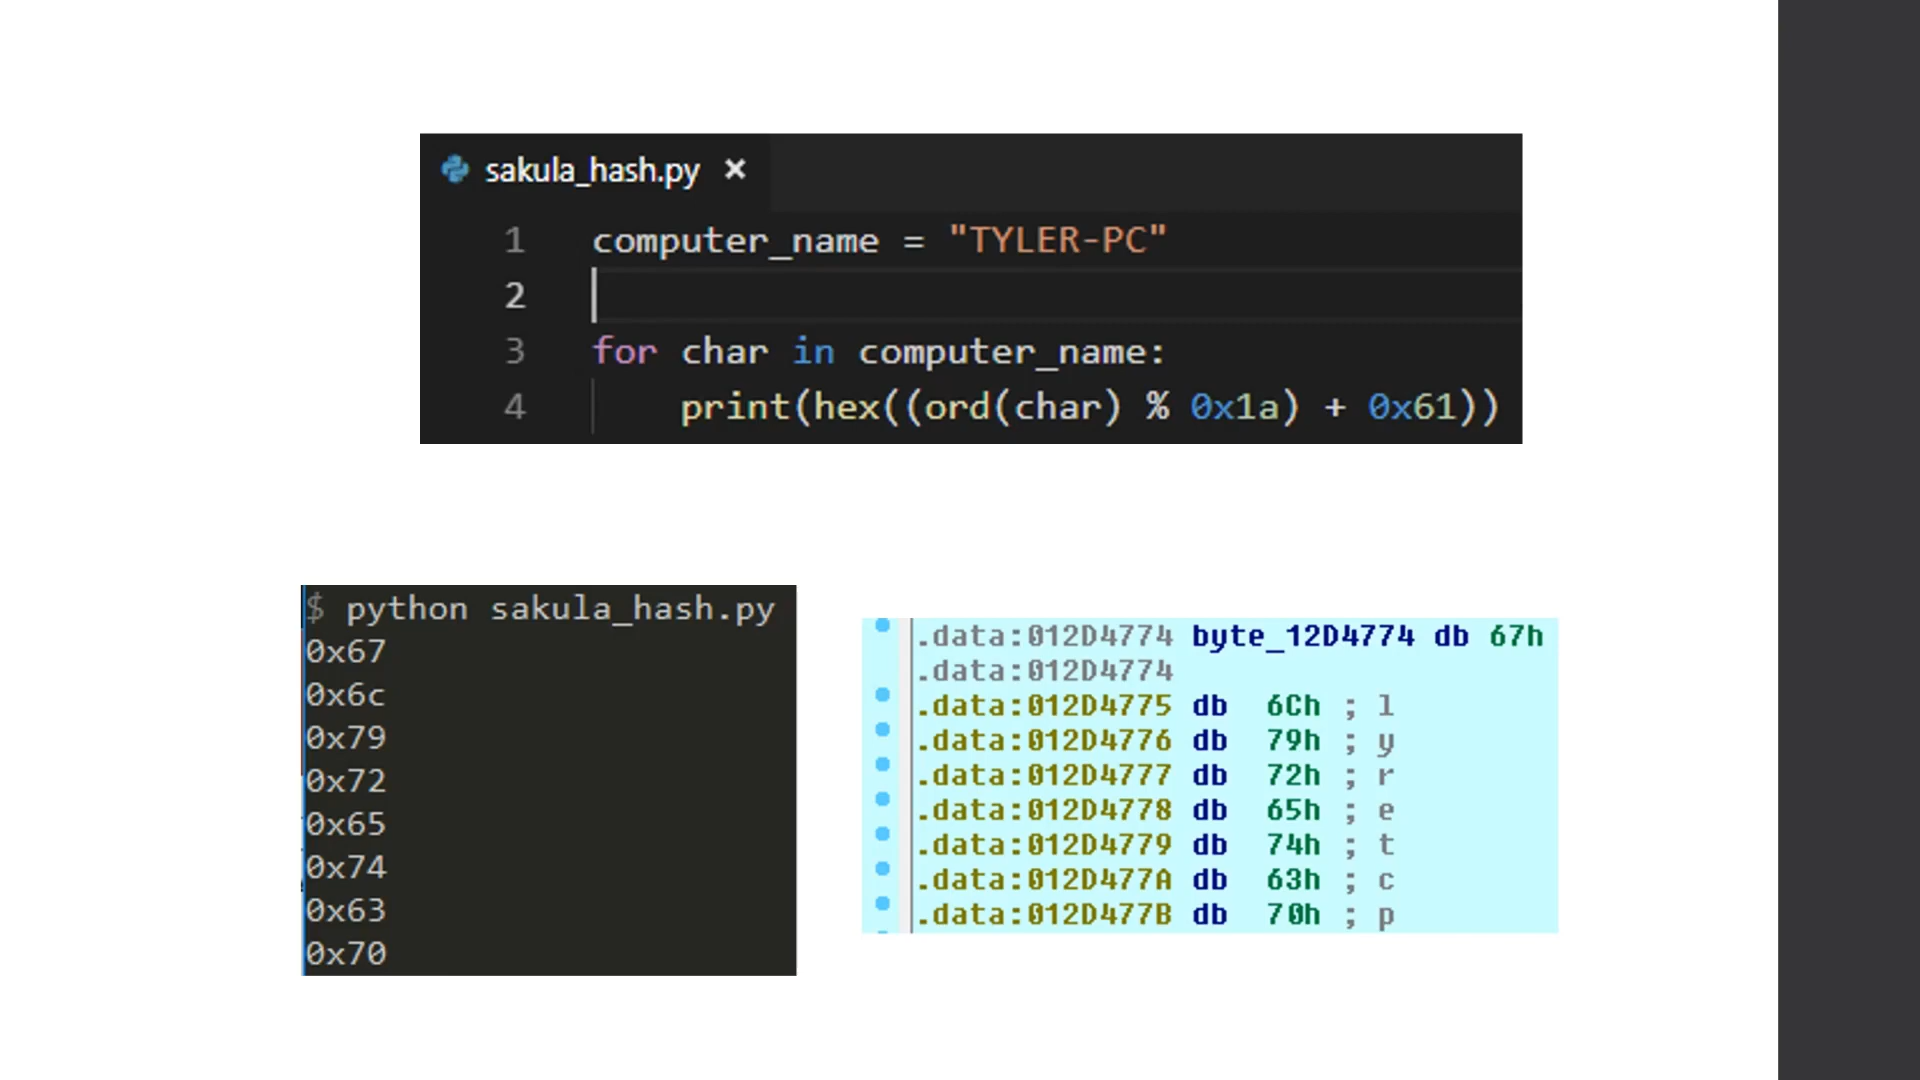 sakula_hash.py ×
1 computer_name = "TYLER-PC"
2
3 for char in computer_name:
4 print(hex((ord(char) % 0x1a) + 0x61))
$ python sakula_hash.py
0x67
0x6c
0x79
0x72
0x65
0x74
0x63
0x70
.data:012D4774 byte_12D4774 db 67h
.data:012D4774
.data:012D4775 db 6Ch ; l
.data:012D4776 db 79h ; y
.data:012D4777 db 72h ; r
.data:012D4778 db 65h ; e
.data:012D4779 db 74h ; t
.data:012D477A db 63h ; c
.data:012D477B db 70h ; p